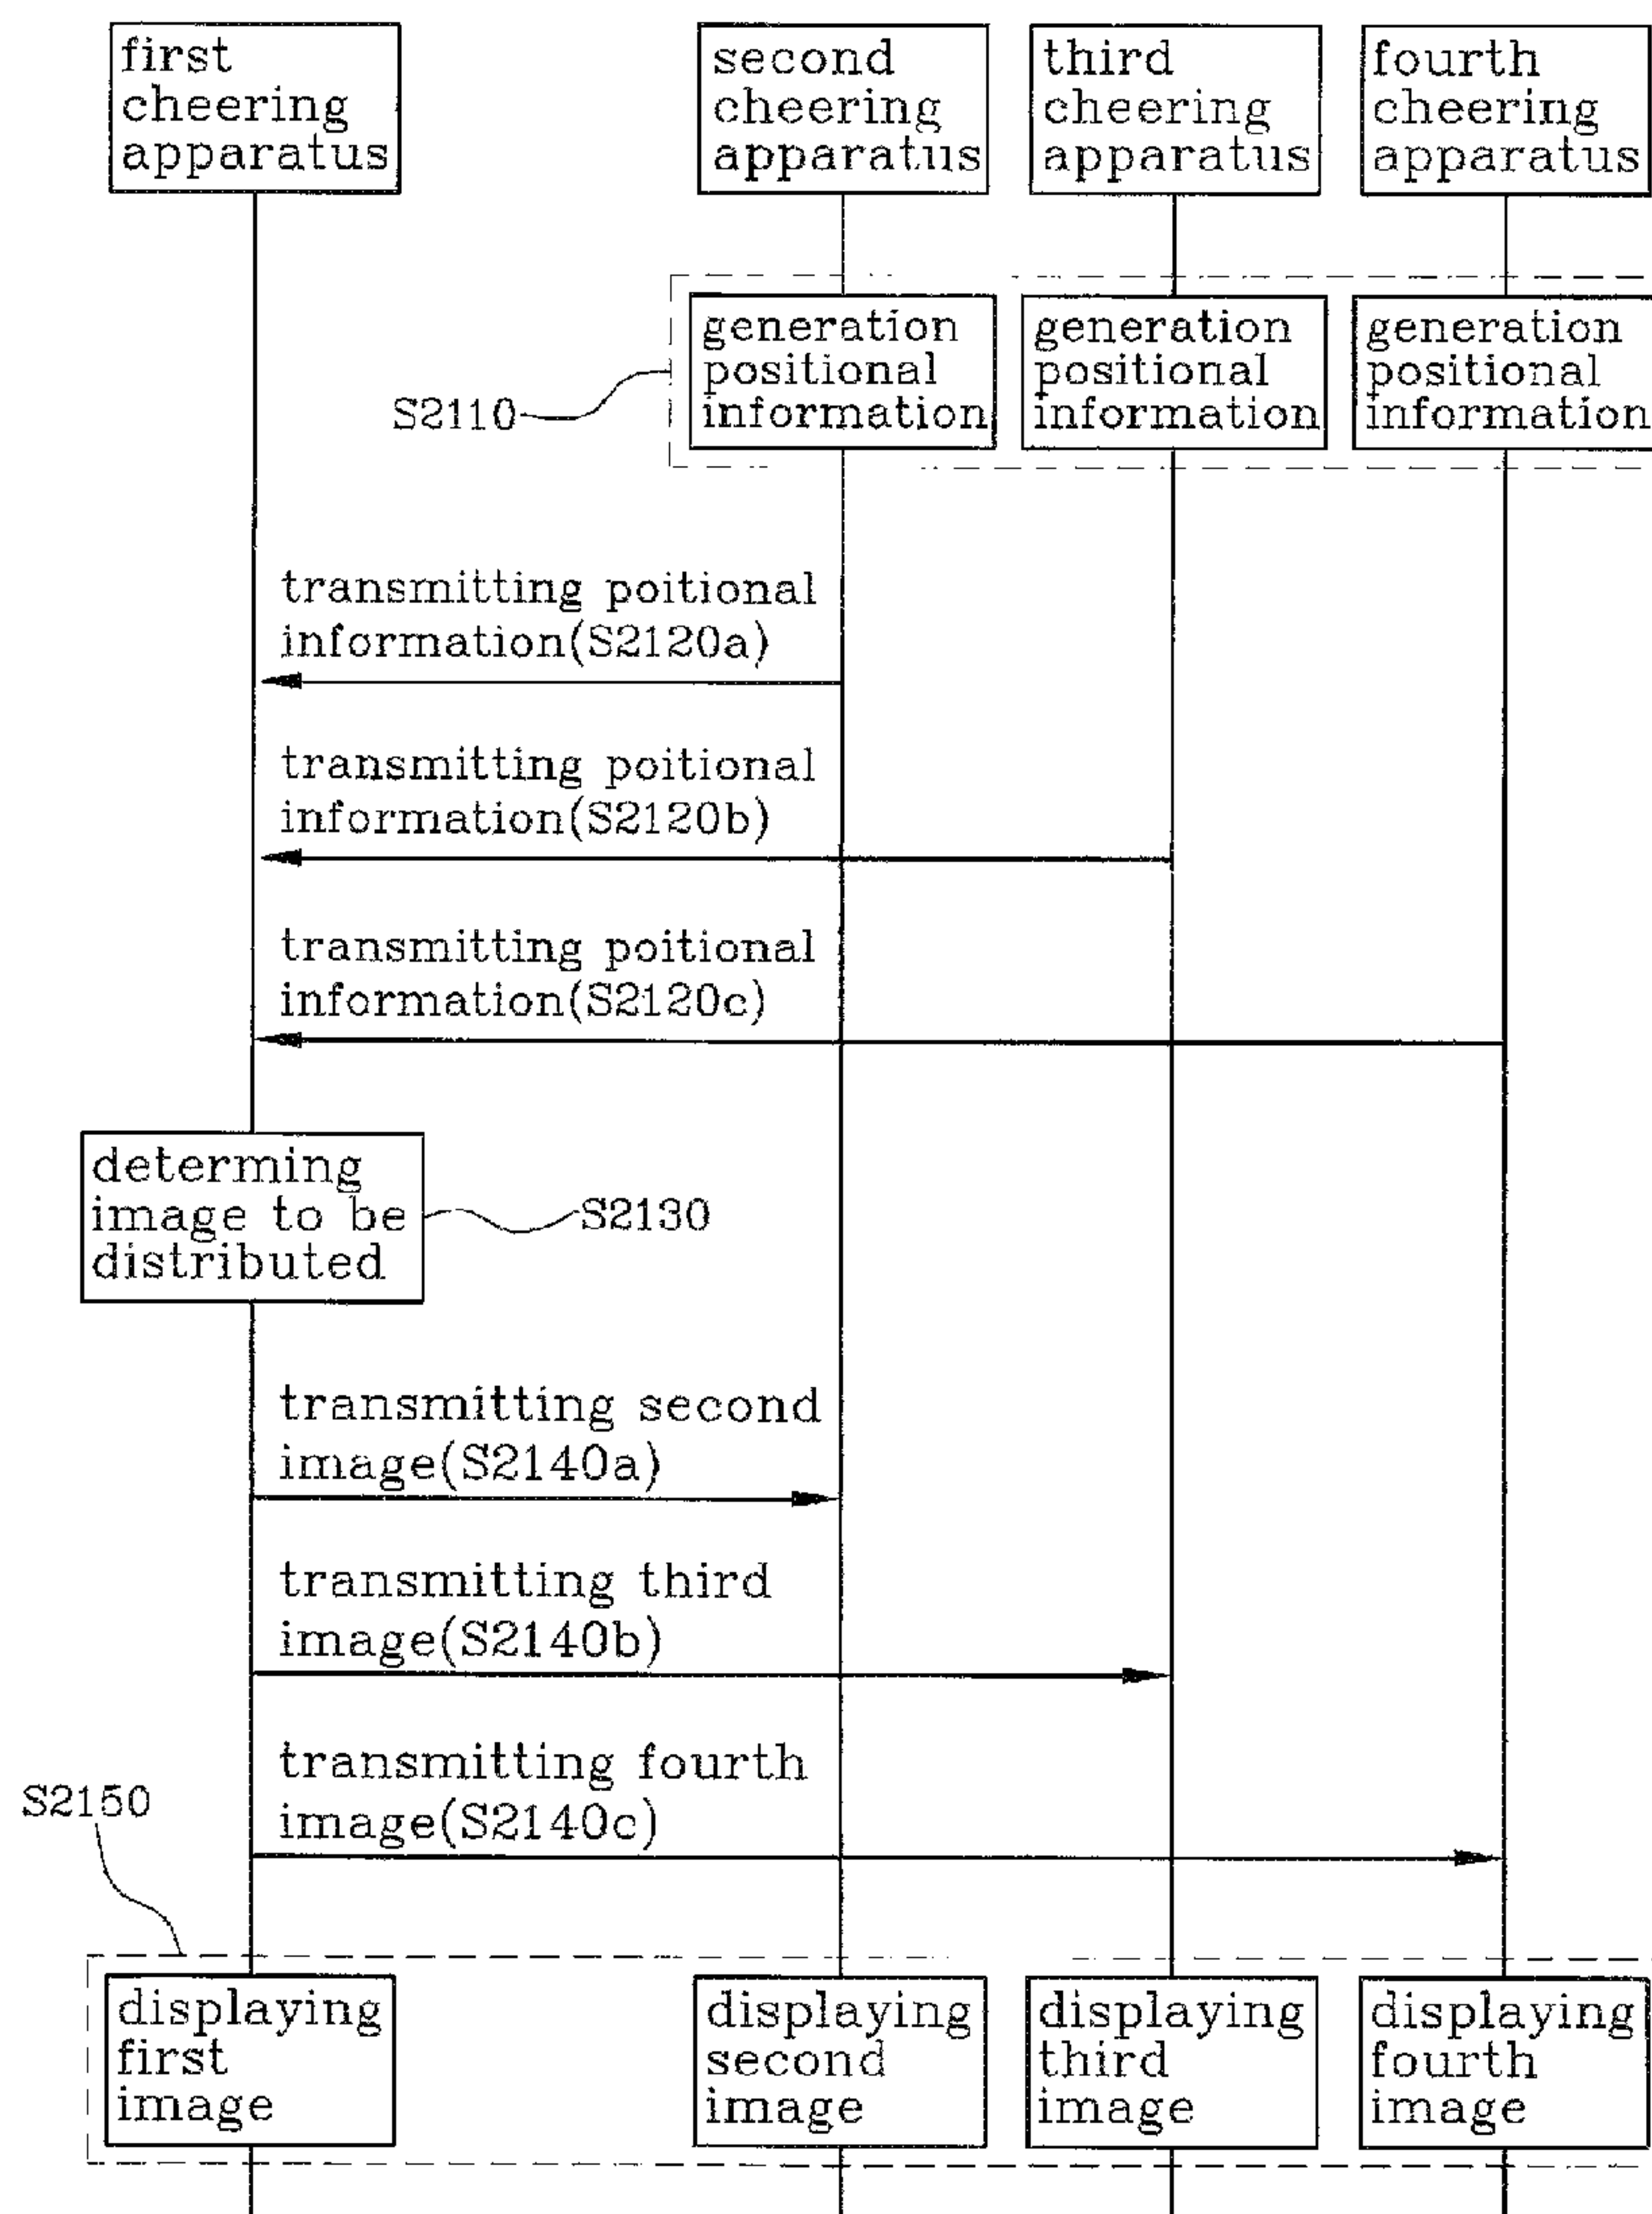 first
cheering
apparatus
second
cheering
apparatus
third
cheering
apparatus
fourth
cheering
apparatus
generation
positional
information
generation
positional
information
generation
positional
information
S2110
transmitting poitional
information(S2120a)
transmitting poitional
information(S2120b)
transmitting poitional
information(S2120c)
determing
image to be
distributed
S2130
transmitting second
image(S2140a)
transmitting third
image(S2140b)
transmitting fourth
image(S2140c)
S2150
displaying
first
image
displaying
second
image
displaying
third
image
displaying
fourth
image